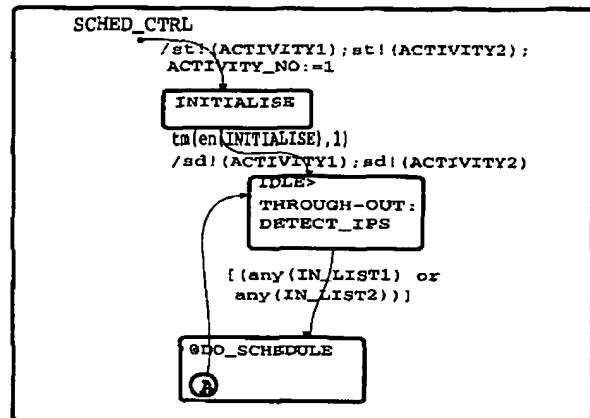 SCHED_CTRL
/st!(ACTIVITY1);st!(ACTIVITY2);
ACTIVITY_NO:=1
INITIALISE
tm(en(INITIALISE),1)
/sd!(ACTIVITY1);sd!(ACTIVITY2)
IDLE>
THROUGH-OUT:
DETECT_IPS
[(any(IN_LIST1) or
any(IN_LIST2))]
@DO_SCHEDULE
A